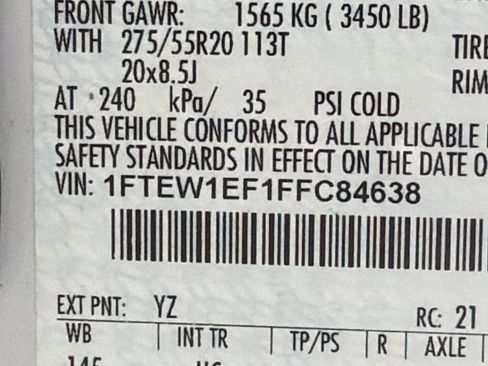 FRONT GAWR: 1565 KG ( 3450 LB)
WITH 275/55R20 113T TIRE
20x8.5J RIM
AT 240 kPa/ 35 PSI COLD
THIS VEHICLE CONFORMS TO ALL APPLICABLE
SAFETY STANDARDS IN EFFECT ON THE DATE O
VIN: 1FTEW1EF1FFC84638
EXT PNT: YZ RC: 21
WB INT TR TP/PS R AXLE
145